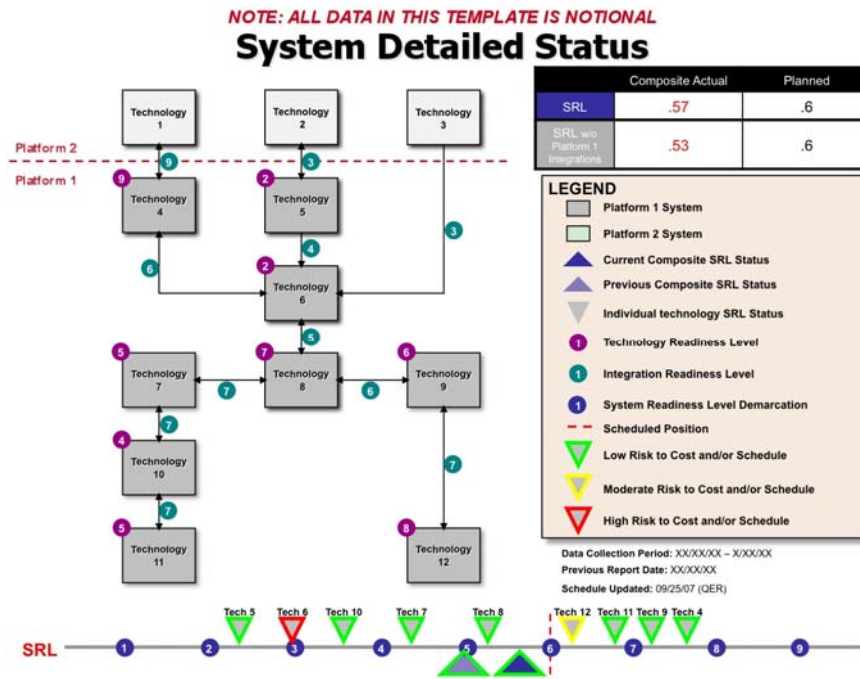 NOTE: ALL DATA IN THIS TEMPLATE IS NOTIONAL
System Detailed Status
Composite Actual
Planned
SRL
.57
.6
SRL w/o
Platform 1
Integrations
.53
.6
Technology
1
Technology
2
Technology
3
Platform 2
Platform 1
9
3
9
Technology
4
2
Technology
5
3
6
4
2
Technology
6
5
5
Technology
7
7
Technology
8
6
Technology
9
7
6
7
7
4
Technology
10
7
5
Technology
11
8
Technology
12
LEGEND
Platform 1 System
Platform 2 System
Current Composite SRL Status
Previous Composite SRL Status
Individual technology SRL Status
1
Technology Readiness Level
1
Integration Readiness Level
1
System Readiness Level Demarcation
Scheduled Position
Low Risk to Cost and/or Schedule
Moderate Risk to Cost and/or Schedule
High Risk to Cost and/or Schedule
Data Collection Period: XX/XX/XX – X/XX/XX
Previous Report Date: XX/XX/XX
Schedule Updated: 09/25/07 (QER)
Tech 5
Tech 6
Tech 10
Tech 7
Tech 8
Tech 12
Tech 11
Tech 9
Tech 4
SRL
1
2
3
4
5
6
7
8
9